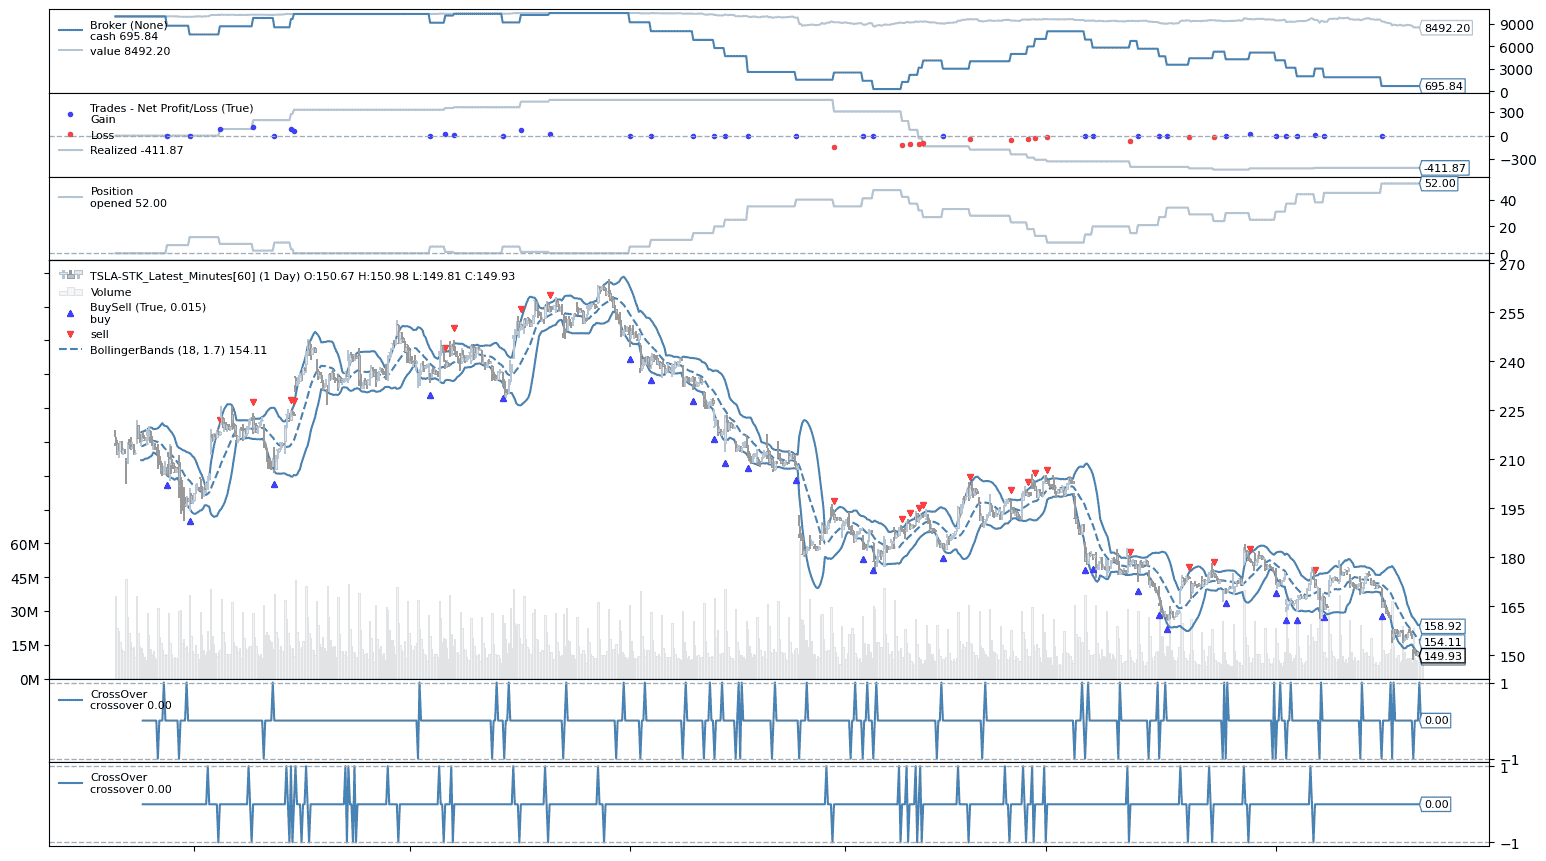 Broker (None)
cash 695.84
value 8492.20
9000
8492.20
6000
3000
695.84
0
Trades - Net Profit/Loss (True)
Gain
Loss
Realized -411.87
300
0
−300
-411.87
Position
opened 52.00
52.00
40
20
0
TSLA-STK_Latest_Minutes[60] (1 Day) O:150.67 H:150.98 L:149.81 C:149.93
Volume
BuySell (True, 0.015)
buy
sell
BollingerBands (18, 1.7) 154.11
270
255
240
225
210
195
180
165
150
60M
45M
30M
15M
0M
158.92
154.11
149.93
CrossOver
crossover 0.00
1
0.00
−1
CrossOver
crossover 0.00
1
0.00
−1